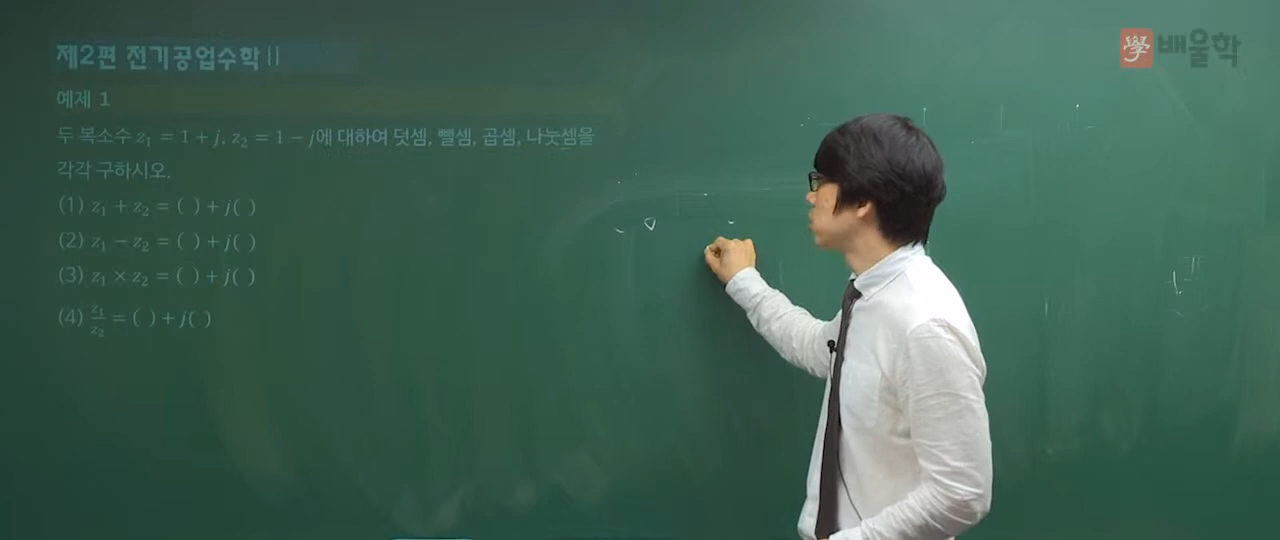 제2편 전기공업수학 II
學 배울학
예제 1
두 복소수 z₁ = 1 + j, z₂ = 1 − j에 대하여 덧셈, 뺄셈, 곱셈, 나눗셈을
각각 구하시오.
(1) z₁ + z₂ = ( ) + j( )
(2) z₁ − z₂ = ( ) + j( )
(3) z₁ × z₂ = ( ) + j( )
(4) z₁/z₂ = ( ) + j( )